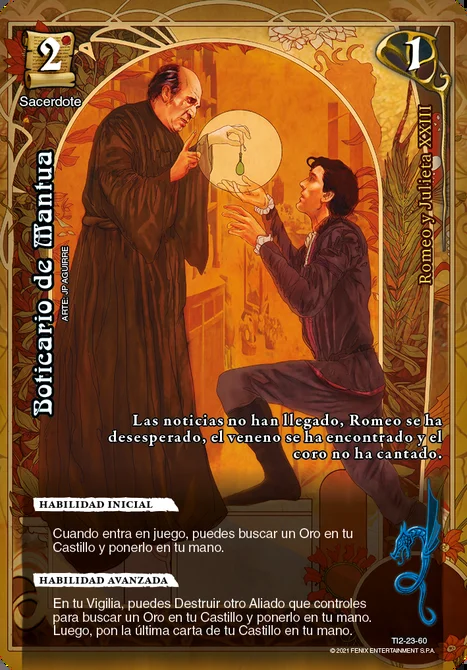 2
1
Sacerdote
Boticario de Mantua
ARTE: JP AGUIRRE
Romeo y Julieta XXIII
Las noticias no han llegado, Romeo se ha
desesperado, el veneno se ha encontrado y el
coro no ha cantado.
HABILIDAD INICIAL
Cuando entra en juego, puedes buscar un Oro en tu
Castillo y ponerlo en tu mano.
HABILIDAD AVANZADA
En tu Vigilia, puedes Destruir otro Aliado que controles
para buscar un Oro en tu Castillo y ponerlo en tu mano.
Luego, pon la última carta de tu Castillo en tu mano.
TI2-23-60
© 2021 FENIX ENTERTAINMENT S.P.A